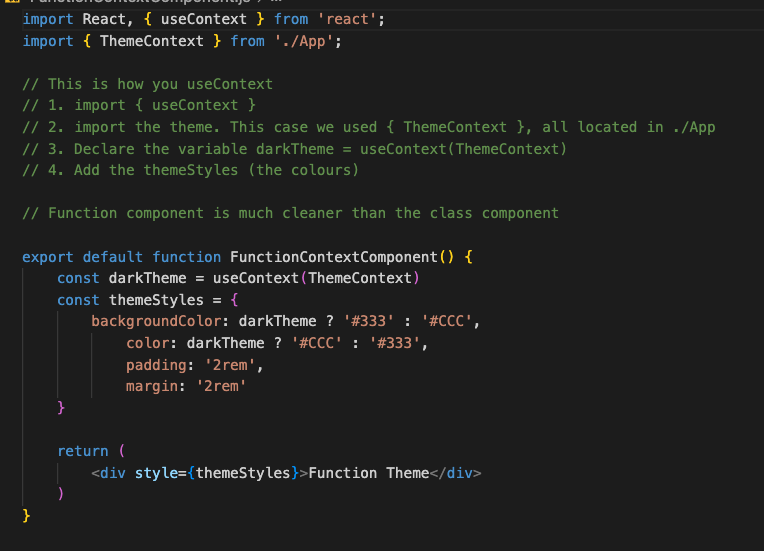 FunctionContextComponent.js > ...
import React, { useContext } from 'react';
import { ThemeContext } from './App';
// This is how you useContext
// 1. import { useContext }
// 2. import the theme. This case we used { ThemeContext }, all located in ./App
// 3. Declare the variable darkTheme = useContext(ThemeContext)
// 4. Add the themeStyles (the colours)
// Function component is much cleaner than the class component
export default function FunctionContextComponent() {
    const darkTheme = useContext(ThemeContext)
    const themeStyles = {
        backgroundColor: darkTheme ? '#333' : '#CCC',
            color: darkTheme ? '#CCC' : '#333',
            padding: '2rem',
            margin: '2rem'
    }
    return (
        <div style={themeStyles}>Function Theme</div>
    )
}